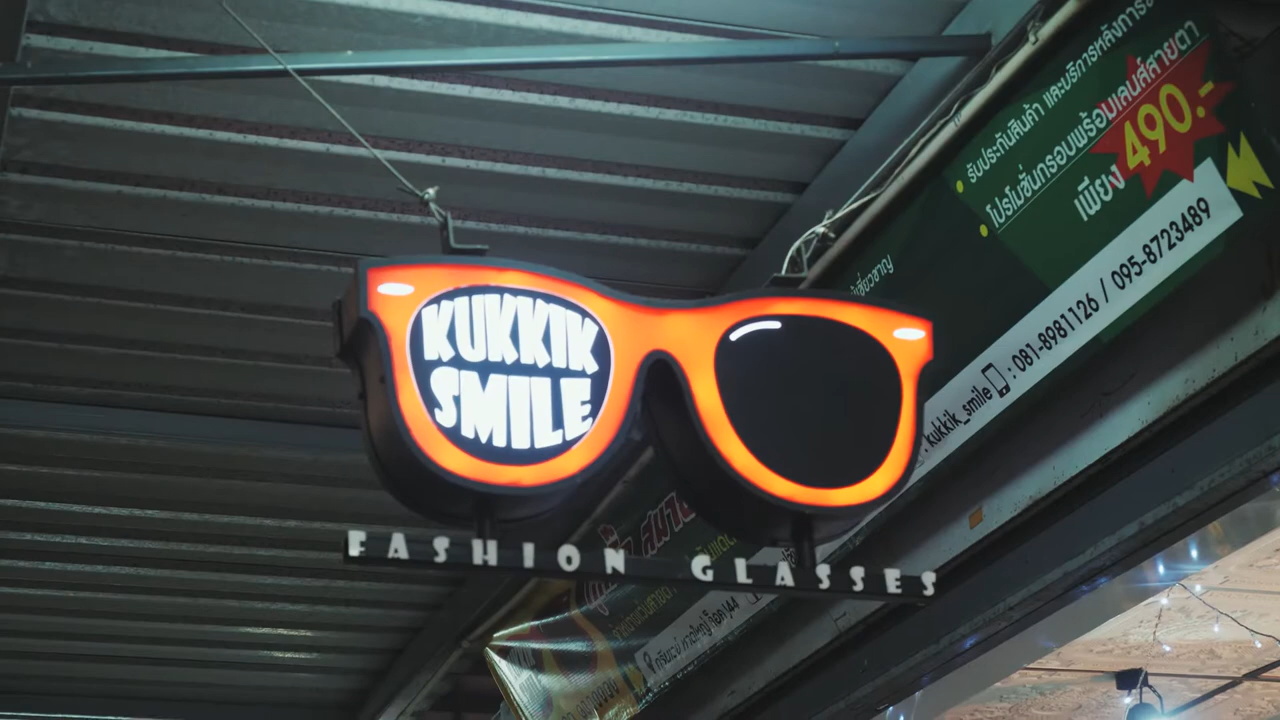 KUKKIK
SMILE
FASHION GLASSES
รับประกันสินค้า และบริการหลังการ
โปรโมชั่นกรอบพร้อมเลนส์สายตา
เพียง 490.-
: 081-8981126 / 095-8723489
: kukkik_smile